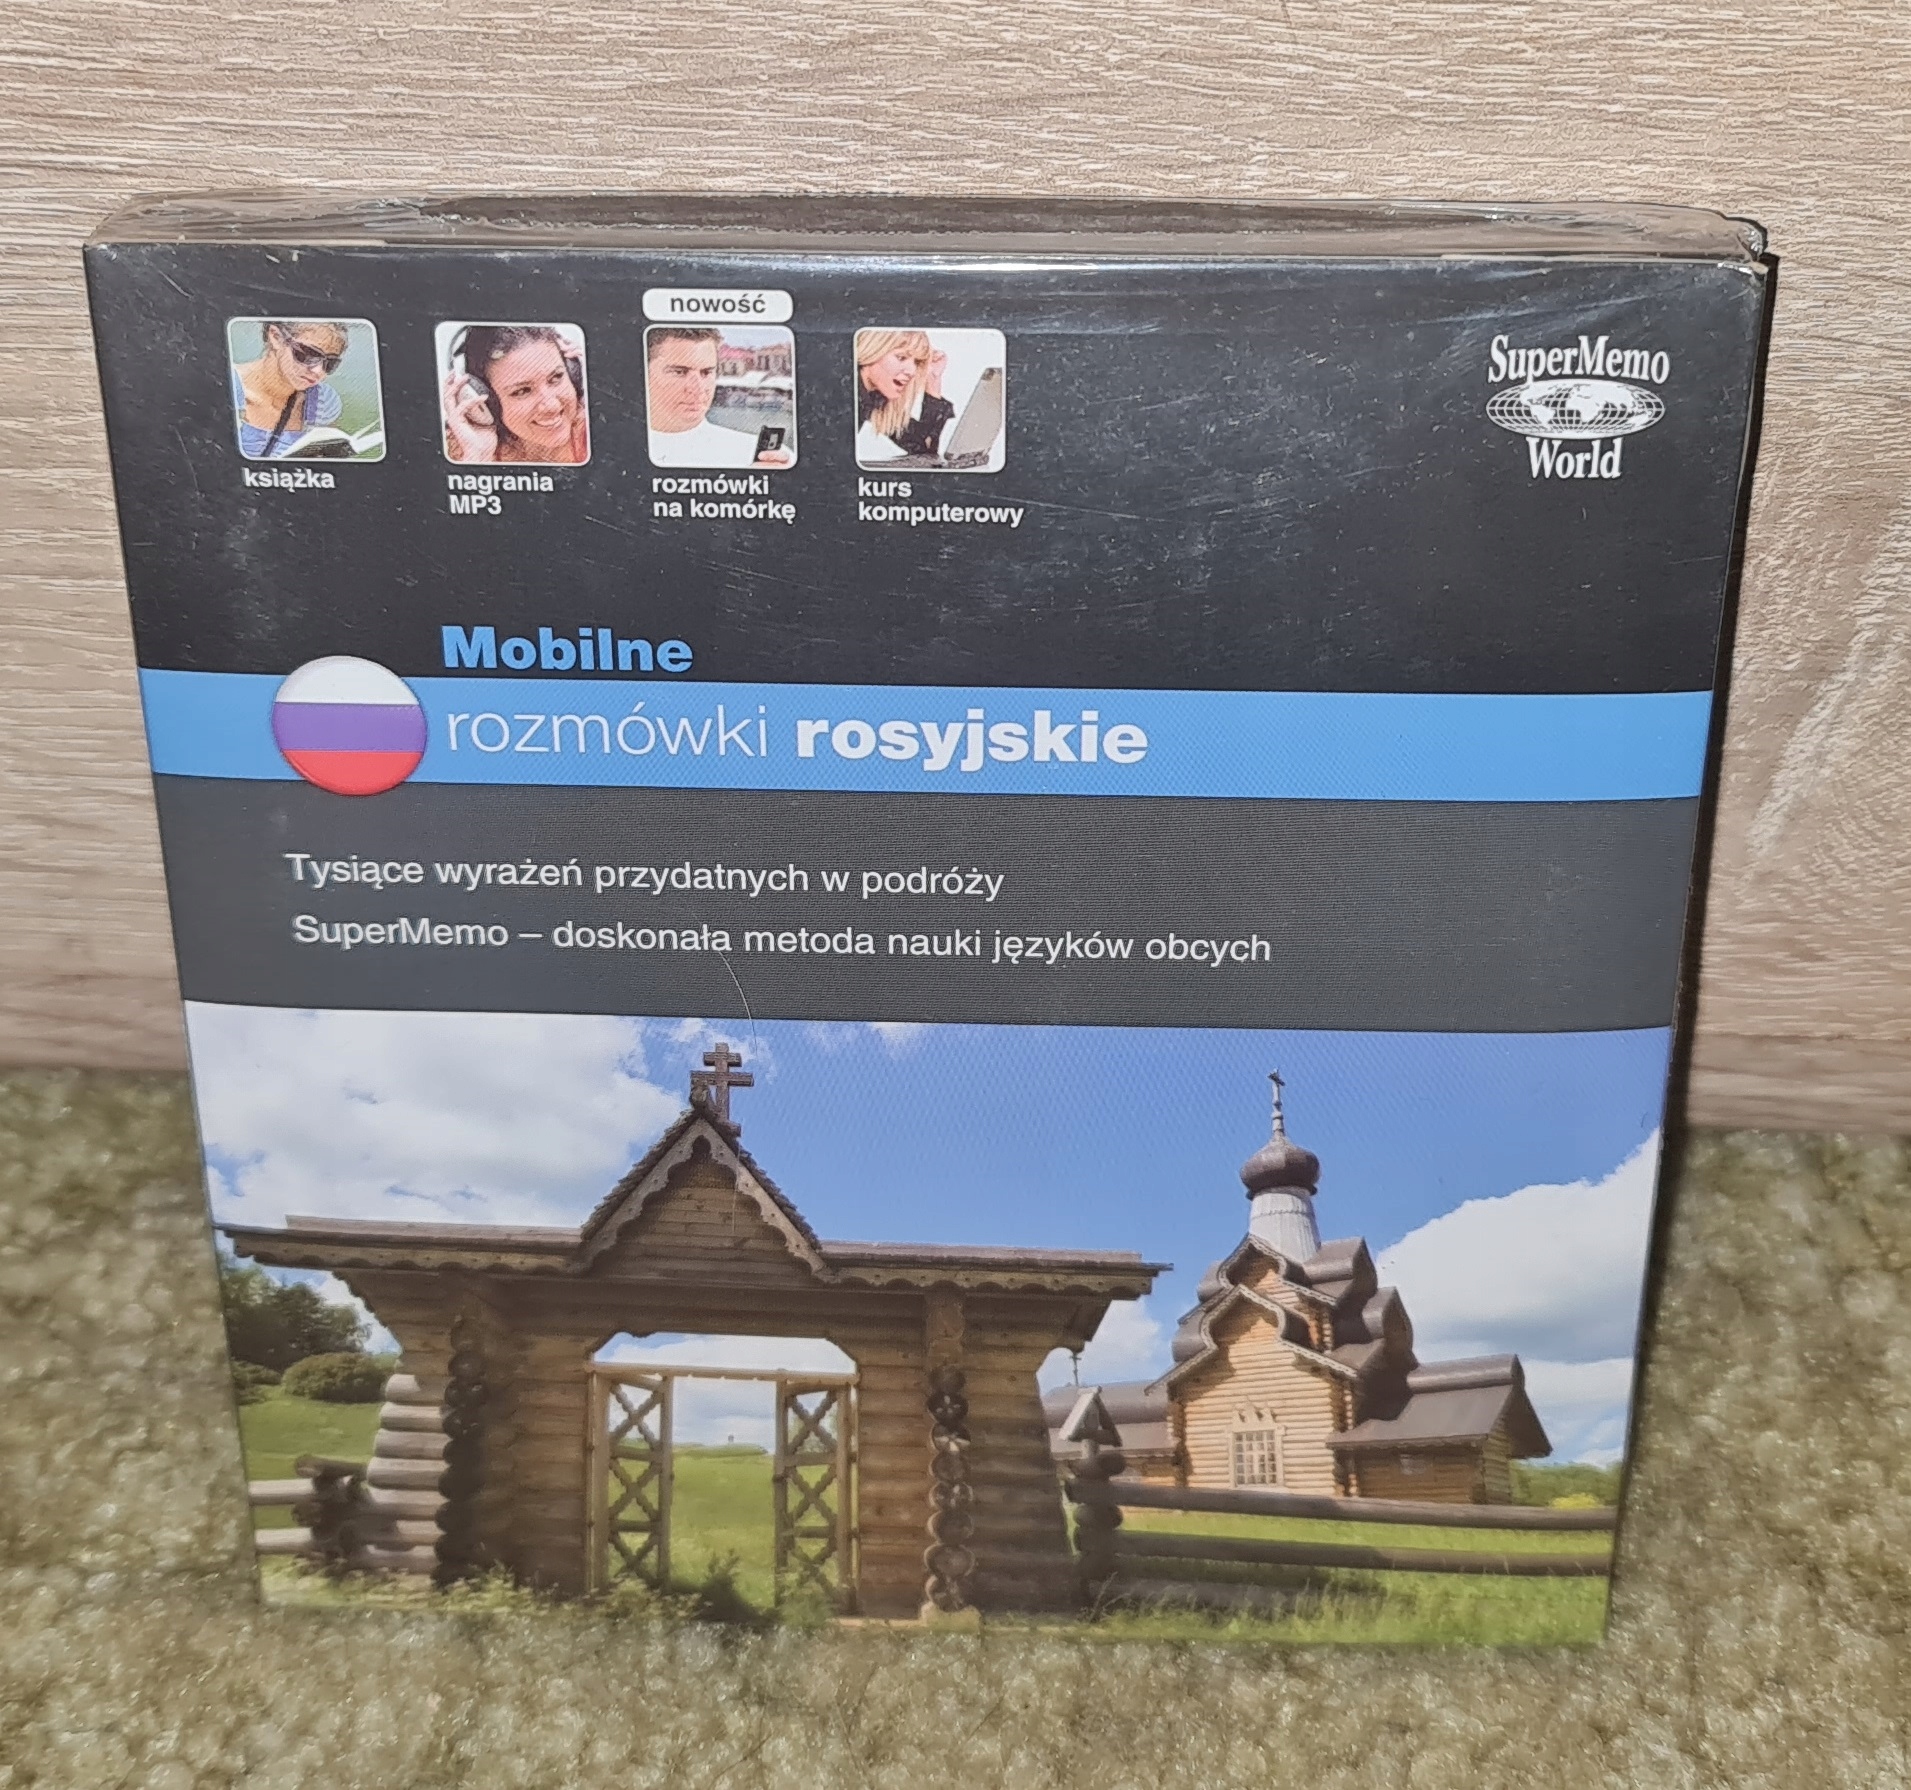 nowość
książka
nagrania
MP3
rozmówki
na komórkę
kurs
komputerowy
SuperMemo
World
Mobilne
rozmówki rosyjskie
Tysiące wyrażeń przydatnych w podróży
SuperMemo – doskonała metoda nauki języków obcych